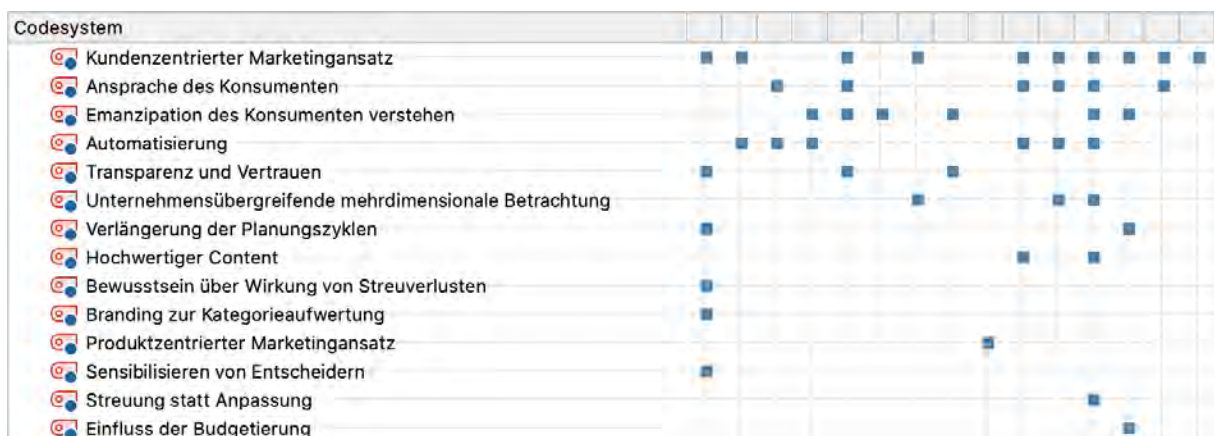 Codesystem
Kundenzentrierter Marketingansatz
Ansprache des Konsumenten
Emanzipation des Konsumenten verstehen
Automatisierung
Transparenz und Vertrauen
Unternehmensübergreifende mehrdimensionale Betrachtung
Verlängerung der Planungszyklen
Hochwertiger Content
Bewusstsein über Wirkung von Streuverlusten
Branding zur Kategorieaufwertung
Produktzentrierter Marketingansatz
Sensibilisieren von Entscheidern
Streuung statt Anpassung
Einfluss der Budgetierung